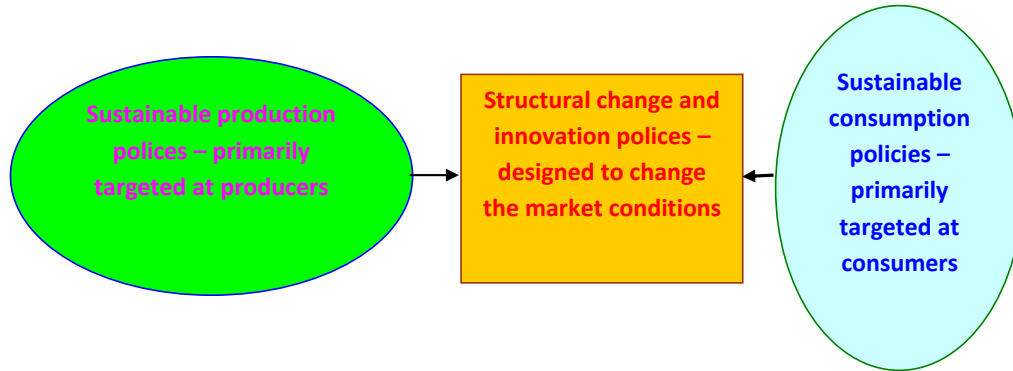 Sustainable production
polices – primarily
targeted at producers
Structural change and
innovation polices –
designed to change
the market conditions
Sustainable
consumption
policies –
primarily
targeted at
consumers